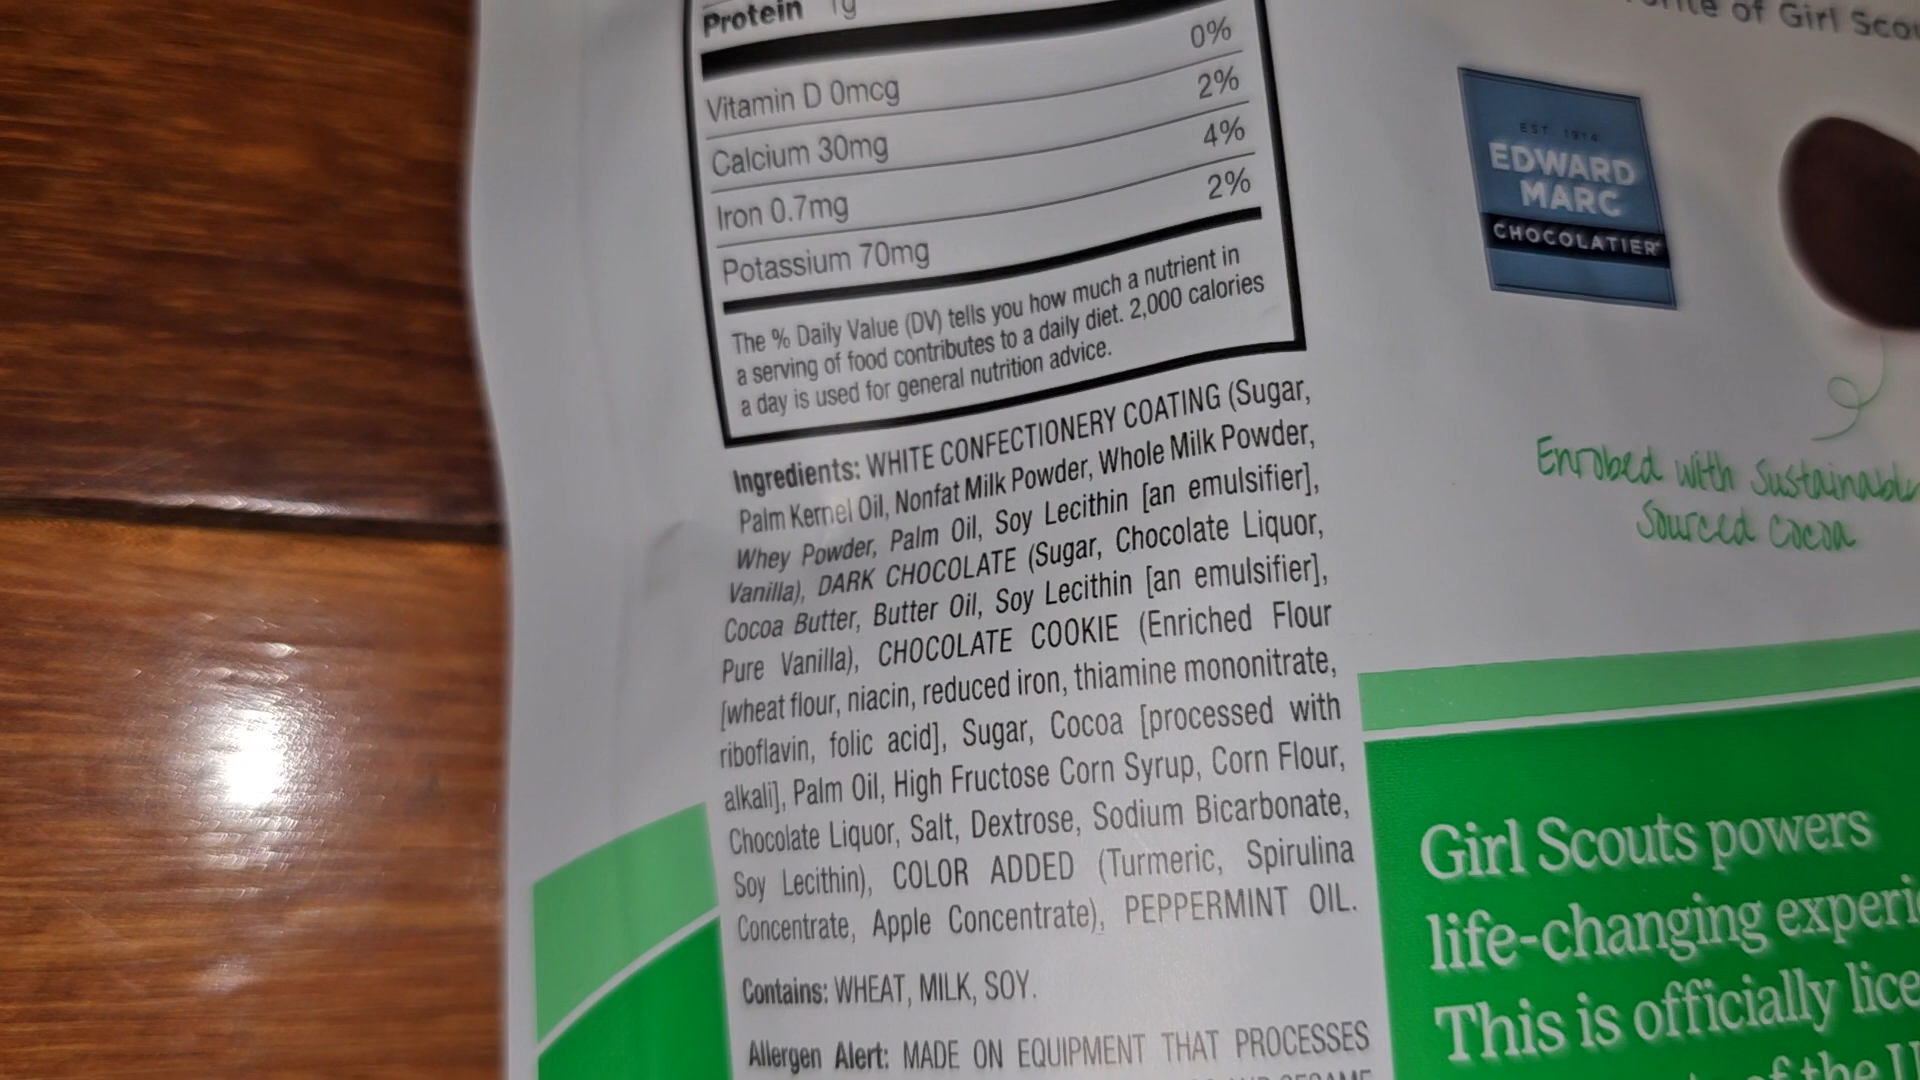 Protein 1g
0%
Vitamin D 0mcg 2%
Calcium 30mg 4%
Iron 0.7mg 2%
Potassium 70mg
The % Daily Value (DV) tells you how much a nutrient in
a serving of food contributes to a daily diet. 2,000 calories
a day is used for general nutrition advice.
Ingredients: WHITE CONFECTIONERY COATING (Sugar,
Palm Kernel Oil, Nonfat Milk Powder, Whole Milk Powder,
Whey Powder, Palm Oil, Soy Lecithin [an emulsifier],
Vanilla), DARK CHOCOLATE (Sugar, Chocolate Liquor,
Cocoa Butter, Butter Oil, Soy Lecithin [an emulsifier],
Pure Vanilla), CHOCOLATE COOKIE (Enriched Flour
[wheat flour, niacin, reduced iron, thiamine mononitrate,
riboflavin, folic acid], Sugar, Cocoa [processed with
alkali], Palm Oil, High Fructose Corn Syrup, Corn Flour,
Chocolate Liquor, Salt, Dextrose, Sodium Bicarbonate,
Soy Lecithin), COLOR ADDED (Turmeric, Spirulina
Concentrate, Apple Concentrate), PEPPERMINT OIL.
Contains: WHEAT, MILK, SOY.
Allergen Alert: MADE ON EQUIPMENT THAT PROCESSES
of Girl
EST. 1914
EDWARD
MARC
CHOCOLATIER
Enrobed with Sustainably
Sourced Cocoa
Girl Scouts powers
life-changing
This is officially
of the